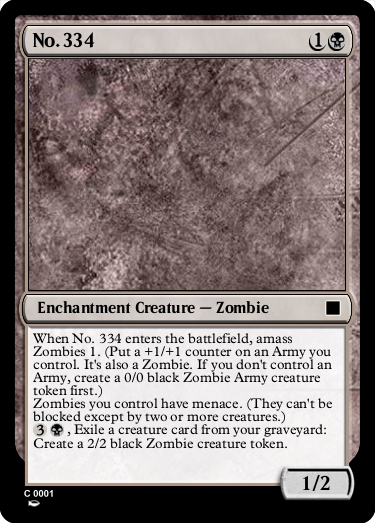 No. 334
1
Enchantment Creature — Zombie
When No. 334 enters the battlefield, amass
Zombies 1. (Put a +1/+1 counter on an Army you
control. It's also a Zombie. If you don't control an
Army, create a 0/0 black Zombie Army creature
token first.)
Zombies you control have menace. (They can't be
blocked except by two or more creatures.)
3 , Exile a creature card from your graveyard:
Create a 2/2 black Zombie creature token.
1/2
C 0001